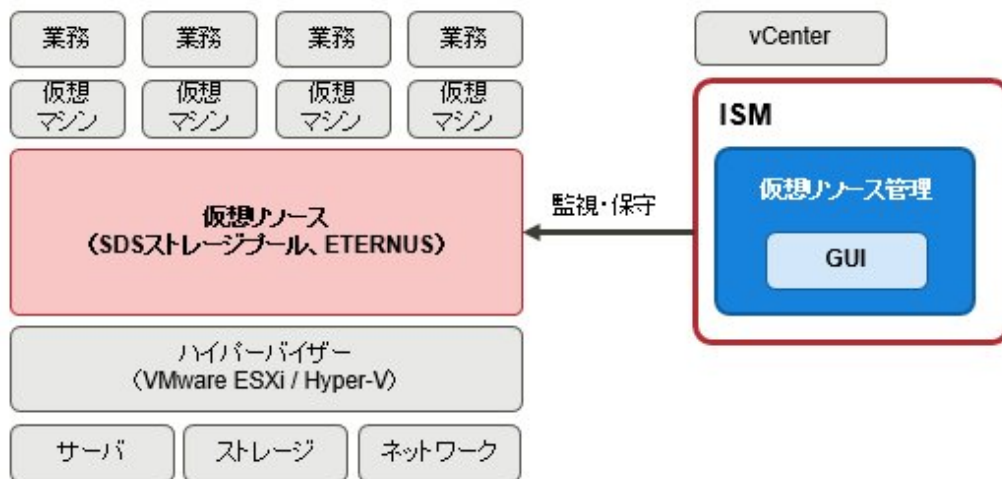 業務
業務
業務
業務
vCenter
仮想
マシン
仮想
マシン
仮想
マシン
仮想
マシン
ISM
仮想リソース
（SDSストレージプール、ETERNUS）
監視・保守
仮想リソース管理
GUI
ハイパーバイザー
（VMware ESXi / Hyper-V）
サーバ
ストレージ
ネットワーク